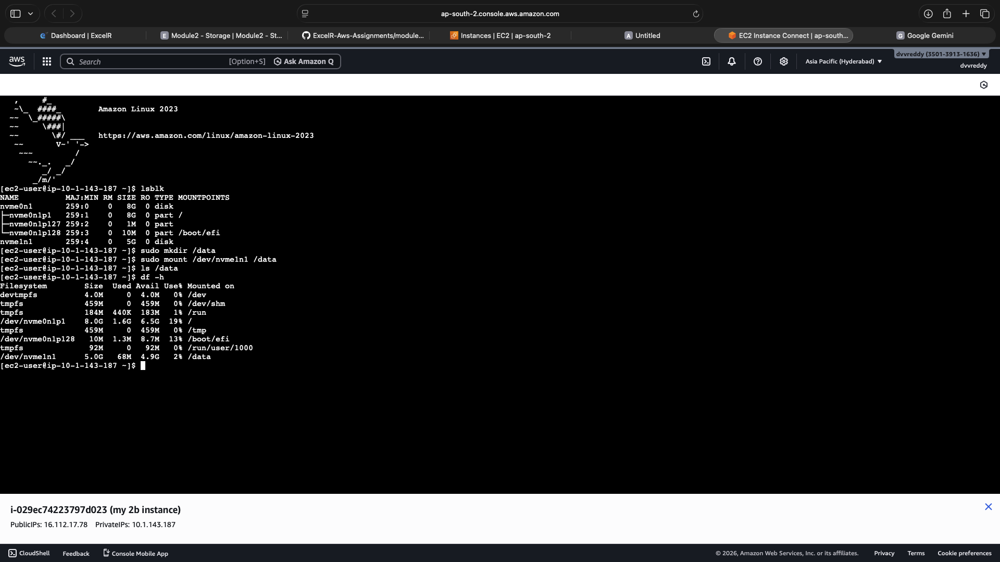 ap-south-2.console.aws.amazon.com
Dashboard | ExcelR
E Module2 - Storage | Module2 - St...
ExcelR-Aws-Assignments/module...
Instances | EC2 | ap-south-2
A Untitled
EC2 Instance Connect | ap-south...
G Google Gemini
aws
Search [Option+S] Ask Amazon Q
Asia Pacific (Hyderabad) ▼
dvvreddy (3501-3913-1636) ▼
dvvreddy
   ,     #_
   ~\_  ####_        Amazon Linux 2023
  ~~  \_#####\
  ~~     \###|
  ~~       \#/ ___   https://aws.amazon.com/linux/amazon-linux-2023
   ~~       V~' '->
    ~~~         /
      ~~._.   _/
         _/ _/
       _/m/'
[ec2-user@ip-10-1-143-187 ~]$ lsblk
NAME          MAJ:MIN RM SIZE RO TYPE MOUNTPOINTS
nvme0n1       259:0    0   8G  0 disk
├─nvme0n1p1   259:1    0   8G  0 part /
├─nvme0n1p127 259:2    0   1M  0 part
└─nvme0n1p128 259:3    0  10M  0 part /boot/efi
nvme1n1       259:4    0   5G  0 disk
[ec2-user@ip-10-1-143-187 ~]$ sudo mkdir /data
[ec2-user@ip-10-1-143-187 ~]$ sudo mount /dev/nvme1n1 /data
[ec2-user@ip-10-1-143-187 ~]$ ls /data
[ec2-user@ip-10-1-143-187 ~]$ df -h
Filesystem        Size  Used Avail Use% Mounted on
devtmpfs          4.0M     0  4.0M   0% /dev
tmpfs             459M     0  459M   0% /dev/shm
tmpfs             184M  440K  183M   1% /run
/dev/nvme0n1p1    8.0G  1.6G  6.5G  19% /
tmpfs             459M     0  459M   0% /tmp
/dev/nvme0n1p128   10M  1.3M  8.7M  13% /boot/efi
tmpfs              92M     0   92M   0% /run/user/1000
/dev/nvme1n1      5.0G   68M  4.9G   2% /data
[ec2-user@ip-10-1-143-187 ~]$
i-029ec74223797d023 (my 2b instance)
PublicIPs: 16.112.17.78 PrivateIPs: 10.1.143.187
CloudShell Feedback Console Mobile App © 2026, Amazon Web Services, Inc. or its affiliates. Privacy Terms Cookie preferences